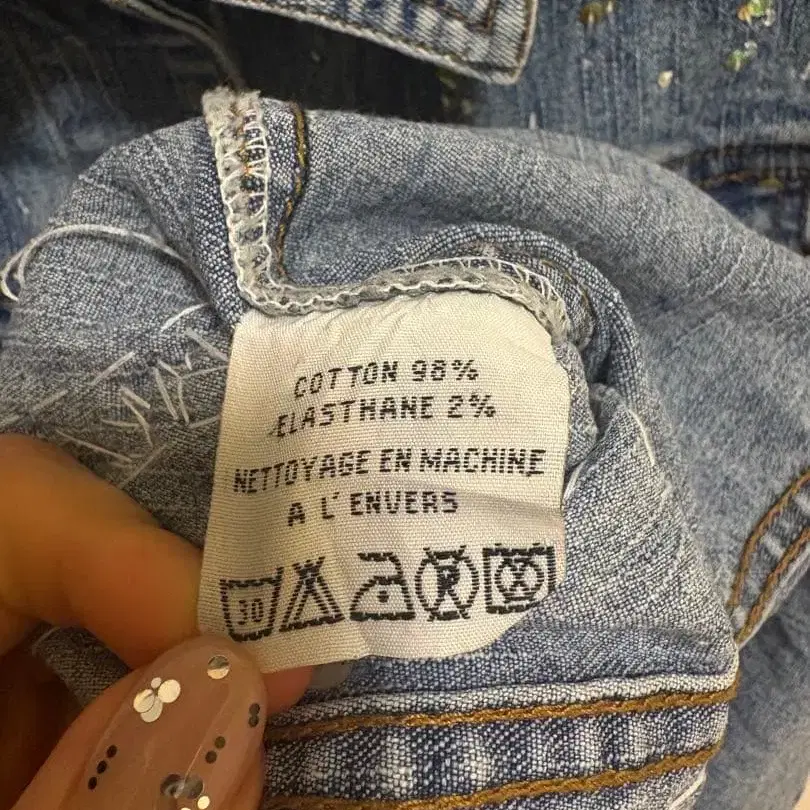 COTTON 98%
ELASTHANE 2%
NETTOYAGE EN MACHINE
A L' ENVERS
30 P